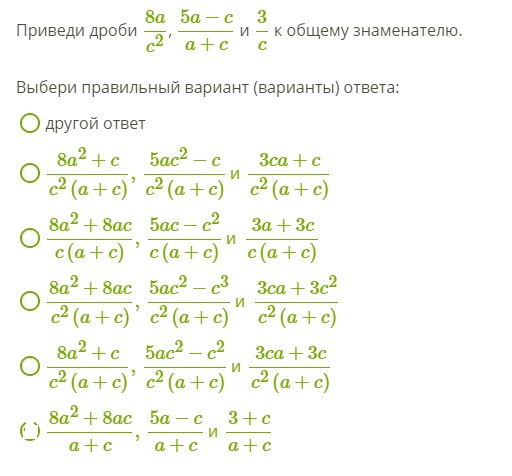 Приведи дроби 8a/c², (5a − c)/(a + c) и 3/c к общему знаменателю.
Выбери правильный вариант (варианты) ответа:
другой ответ
(8a² + c)/(c² (a + c)), (5ac² − c)/(c² (a + c)) и (3ca + c)/(c² (a + c))
(8a² + 8ac)/(c (a + c)), (5ac − c²)/(c (a + c)) и (3a + 3c)/(c (a + c))
(8a² + 8ac)/(c² (a + c)), (5ac² − c³)/(c² (a + c)) и (3ca + 3c²)/(c² (a + c))
(8a² + c)/(c² (a + c)), (5ac² − c²)/(c² (a + c)) и (3ca + 3c)/(c² (a + c))
(8a² + 8ac)/(a + c), (5a − c)/(a + c) и (3 + c)/(a + c)